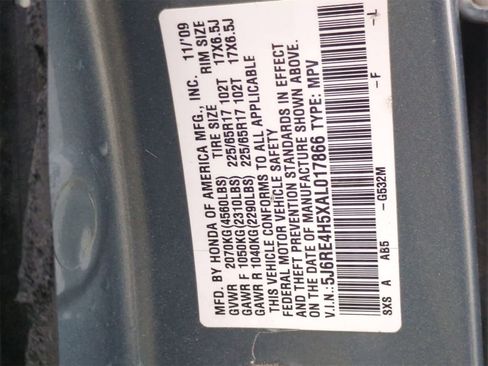 MFD. BY HONDA OF AMERICA MFG., INC. 11/'09
TIRE SIZE RIM SIZE
GVWR 2070KG(4560LBS) 225/65R17 102T 17X6.5J
GAWR F 1050KG(2310LBS) 225/65R17 102T 17X6.5J
GAWR R 1040KG(2290LBS)
THIS VEHICLE CONFORMS TO ALL APPLICABLE
FEDERAL MOTOR VEHICLE SAFETY
AND THEFT PREVENTION STANDARDS IN EFFECT
ON THE DATE OF MANUFACTURE SHOWN ABOVE.
V.I.N.:5J6RE4H5XAL017866 TYPE: MPV
SXS A AB5 -G532M -F -L